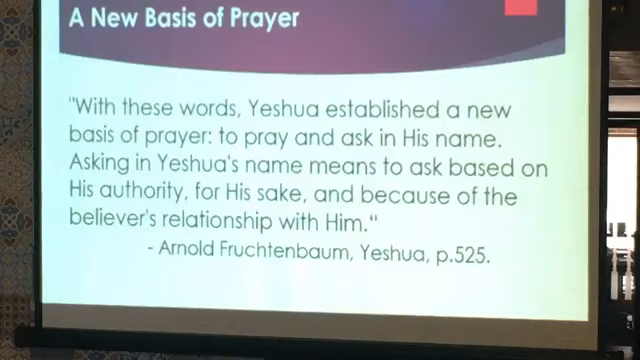 A New Basis of Prayer
"With these words, Yeshua established a new
basis of prayer: to pray and ask in His name.
Asking in Yeshua's name means to ask based on
His authority, for His sake, and because of the
believer's relationship with Him."
- Arnold Fruchtenbaum, Yeshua, p.525.